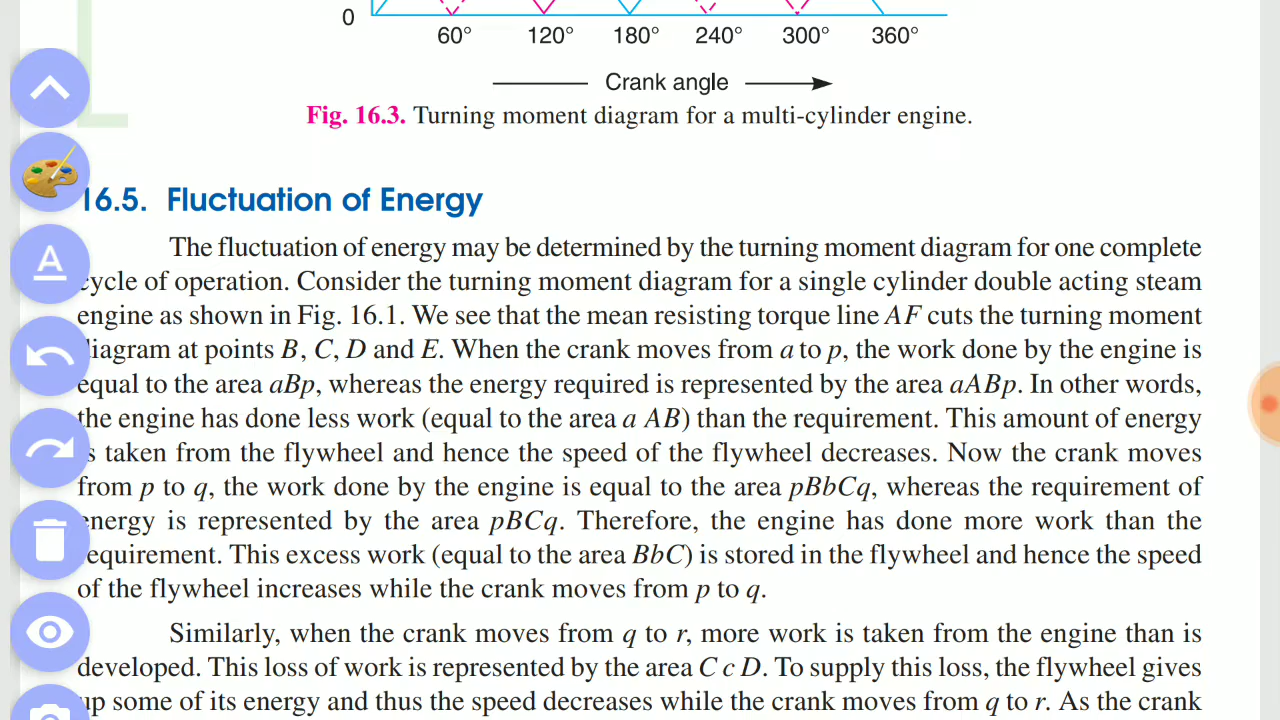 0
60° 120° 180° 240° 300° 360°
Crank angle
Fig. 16.3. Turning moment diagram for a multi-cylinder engine.
16.5. Fluctuation of Energy
The fluctuation of energy may be determined by the turning moment diagram for one complete
cycle of operation. Consider the turning moment diagram for a single cylinder double acting steam
engine as shown in Fig. 16.1. We see that the mean resisting torque line AF cuts the turning moment
diagram at points B, C, D and E. When the crank moves from a to p, the work done by the engine is
equal to the area aBp, whereas the energy required is represented by the area aABp. In other words,
the engine has done less work (equal to the area a AB) than the requirement. This amount of energy
is taken from the flywheel and hence the speed of the flywheel decreases. Now the crank moves
from p to q, the work done by the engine is equal to the area pBbCq, whereas the requirement of
energy is represented by the area pBCq. Therefore, the engine has done more work than the
requirement. This excess work (equal to the area BbC) is stored in the flywheel and hence the speed
of the flywheel increases while the crank moves from p to q.
Similarly, when the crank moves from q to r, more work is taken from the engine than is
developed. This loss of work is represented by the area C c D. To supply this loss, the flywheel gives
up some of its energy and thus the speed decreases while the crank moves from q to r. As the crank
A